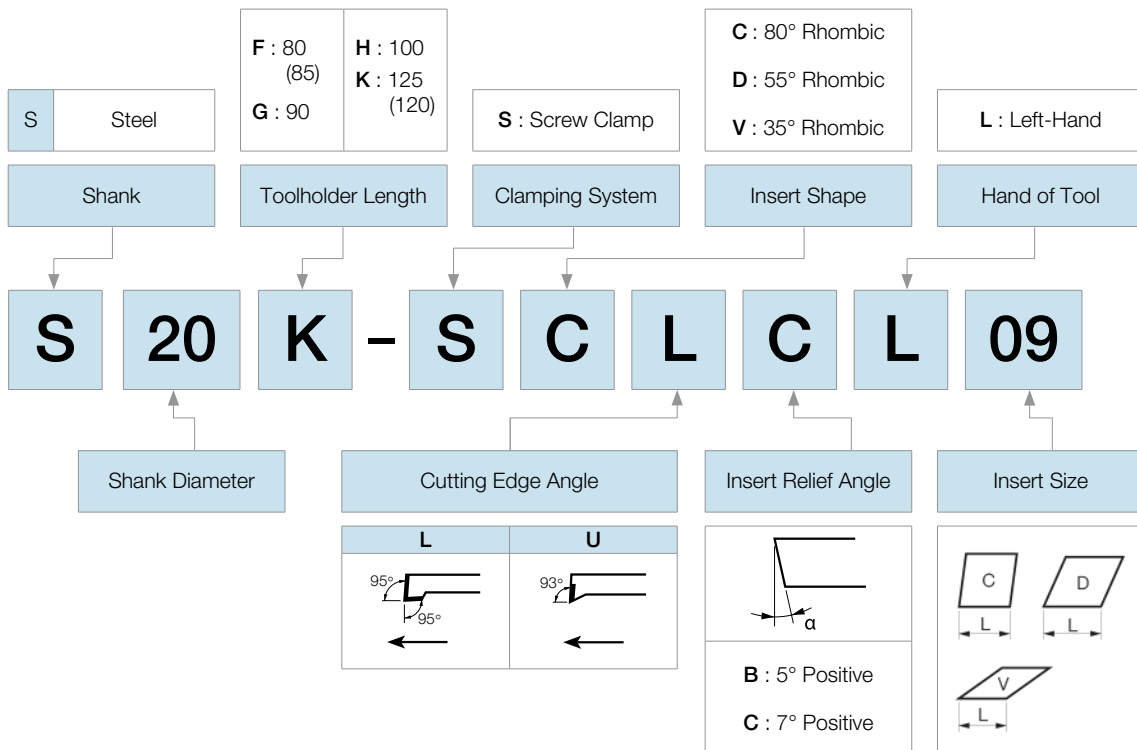 F : 80
(85)
G : 90
H : 100
K : 125
(120)
C : 80° Rhombic
D : 55° Rhombic
V : 35° Rhombic
S Steel
S : Screw Clamp
L : Left-Hand
Shank
Toolholder Length
Clamping System
Insert Shape
Hand of Tool
S 20 K - S C L C L 09
Shank Diameter
Cutting Edge Angle
Insert Relief Angle
Insert Size
L
U
95°
95°
93°
α
B : 5° Positive
C : 7° Positive
C
L
D
L
V
L